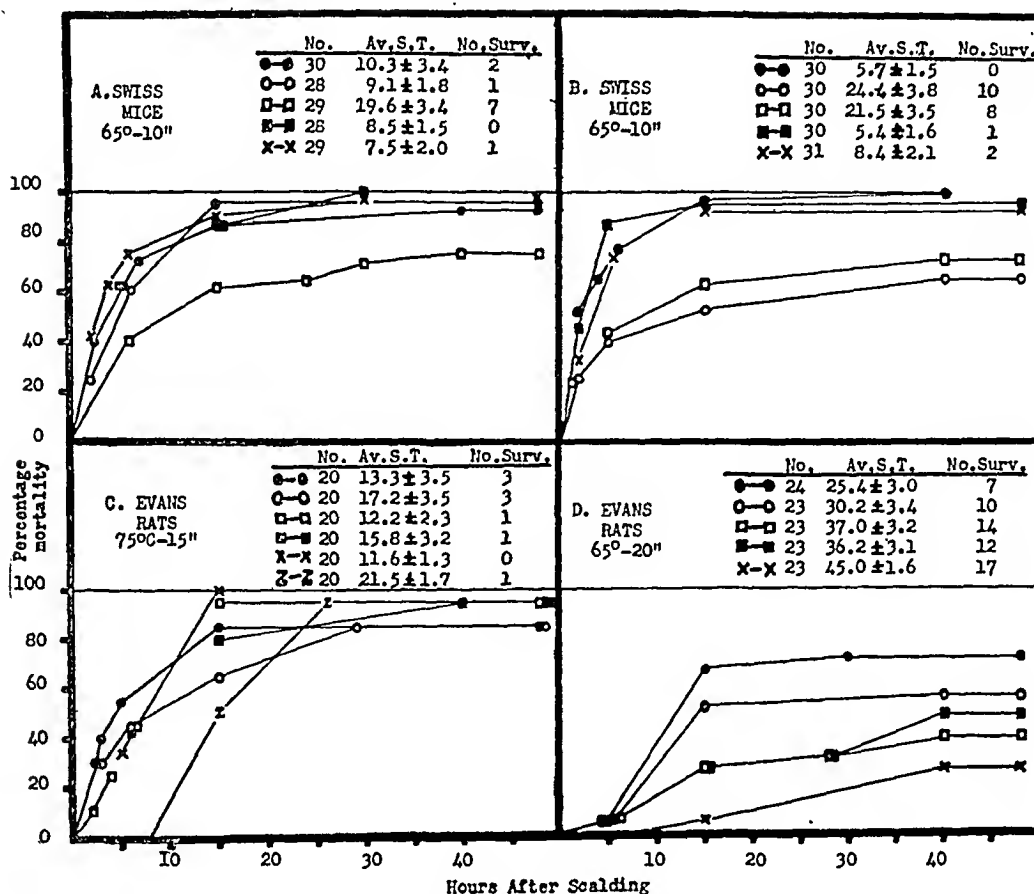 No. Av.S.T. No.Surv.
30 10.3±3.4 2
28 9.1±1.8 1
29 19.6±3.4 7
28 8.5±1.5 0
X-X 29 7.5±2.0 1
A.SWISS
MICE
65°-10"
No. Av.S.T. No.Surv.
30 5.7±1.5 0
30 24.4±3.8 10
30 21.5±3.5 8
30 5.4±1.6 1
X-X 31 8.4±2.1 2
B. SWISS
MICE
65°-10"
100
80
60
40
20
0
No. Av.S.T. No.Surv.
20 13.3±3.5 3
20 17.2±3.5 3
20 12.2±2.3 1
20 15.8±3.2 1
X-X 20 11.6±1.3 0
Z-Z 20 21.5±1.7 1
C. EVANS
RATS
75°C-15"
No. Av.S.T. No.Surv.
24 25.4±3.0 7
23 30.2±3.4 10
23 37.0±3.2 14
23 36.2±3.1 12
X-X 23 45.0±1.6 17
D. EVANS
RATS
65°-20"
Percentage
mortality
100
80
60
40
20
0
10 20 30 40 10 20 30 40
Hours After Scalding